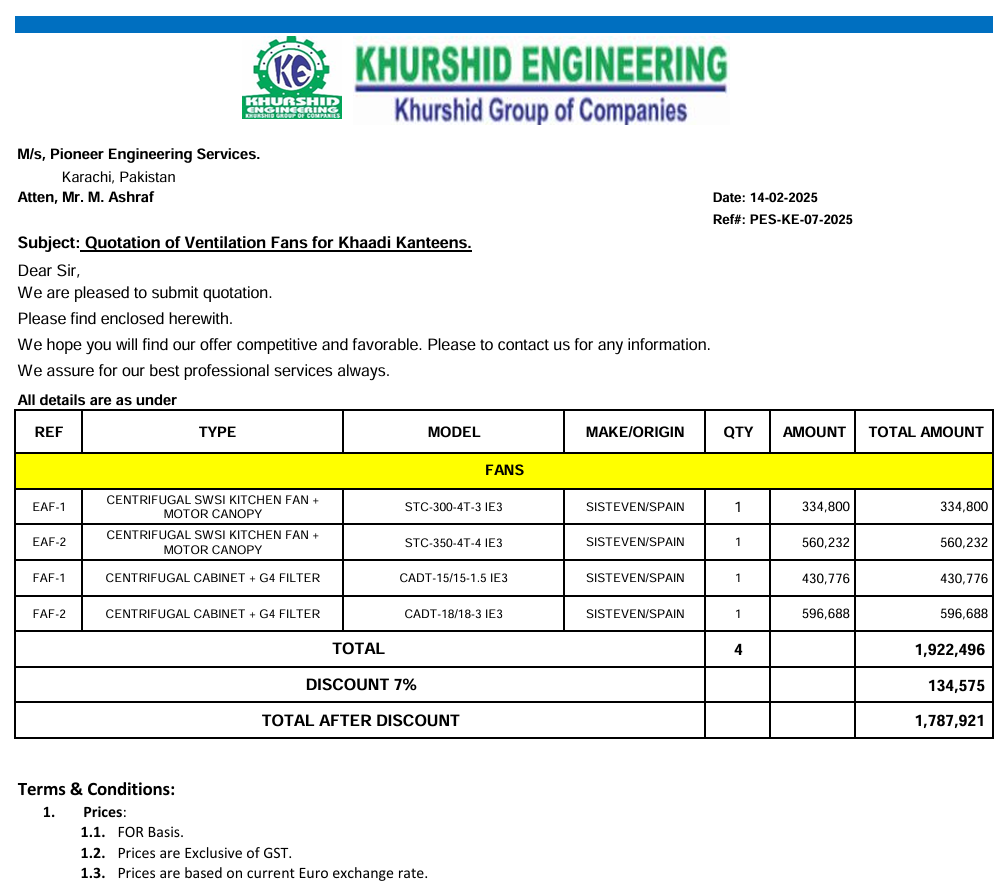 KE
KHURSHID
ENGINEERING
KHURSHID GROUP OF COMPANIES
KHURSHID ENGINEERING
Khurshid Group of Companies
M/s, Pioneer Engineering Services.
Karachi, Pakistan
Atten, Mr. M. Ashraf
Date: 14-02-2025
Ref#: PES-KE-07-2025
Subject: Quotation of Ventilation Fans for Khaadi Kanteens.
Dear Sir,
We are pleased to submit quotation.
Please find enclosed herewith.
We hope you will find our offer competitive and favorable. Please to contact us for any information.
We assure for our best professional services always.
All details are as under
REF TYPE MODEL MAKE/ORIGIN QTY AMOUNT TOTAL AMOUNT
FANS
EAF-1 CENTRIFUGAL SWSI KITCHEN FAN + MOTOR CANOPY STC-300-4T-3 IE3 SISTEVEN/SPAIN 1 334,800 334,800
EAF-2 CENTRIFUGAL SWSI KITCHEN FAN + MOTOR CANOPY STC-350-4T-4 IE3 SISTEVEN/SPAIN 1 560,232 560,232
FAF-1 CENTRIFUGAL CABINET + G4 FILTER CADT-15/15-1.5 IE3 SISTEVEN/SPAIN 1 430,776 430,776
FAF-2 CENTRIFUGAL CABINET + G4 FILTER CADT-18/18-3 IE3 SISTEVEN/SPAIN 1 596,688 596,688
TOTAL 4 1,922,496
DISCOUNT 7% 134,575
TOTAL AFTER DISCOUNT 1,787,921
Terms & Conditions:
1. Prices:
1.1. FOR Basis.
1.2. Prices are Exclusive of GST.
1.3. Prices are based on current Euro exchange rate.